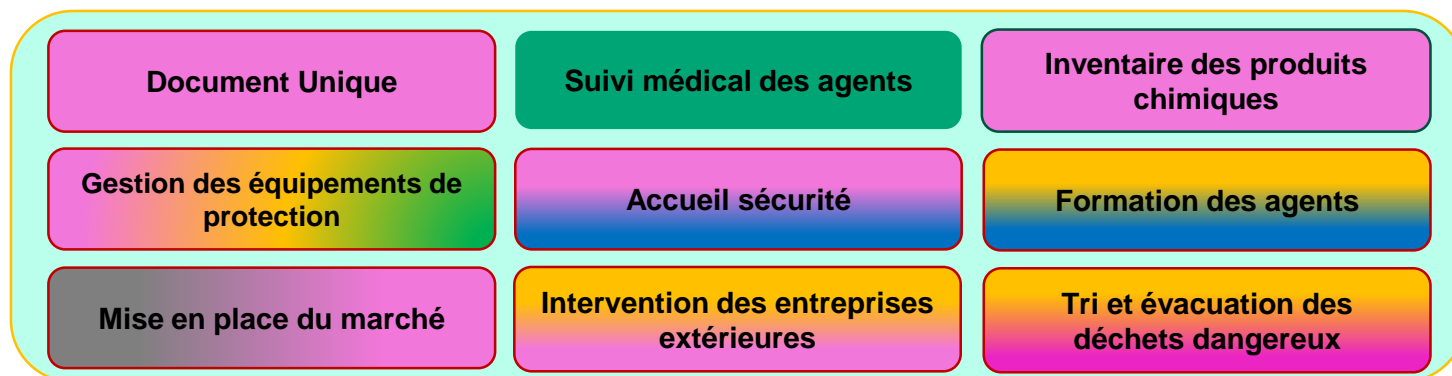 Document Unique
Suivi médical des agents
Inventaire des produits
chimiques
Gestion des équipements de
protection
Accueil sécurité
Formation des agents
Mise en place du marché
Intervention des entreprises
extérieures
Tri et évacuation des
déchets dangereux